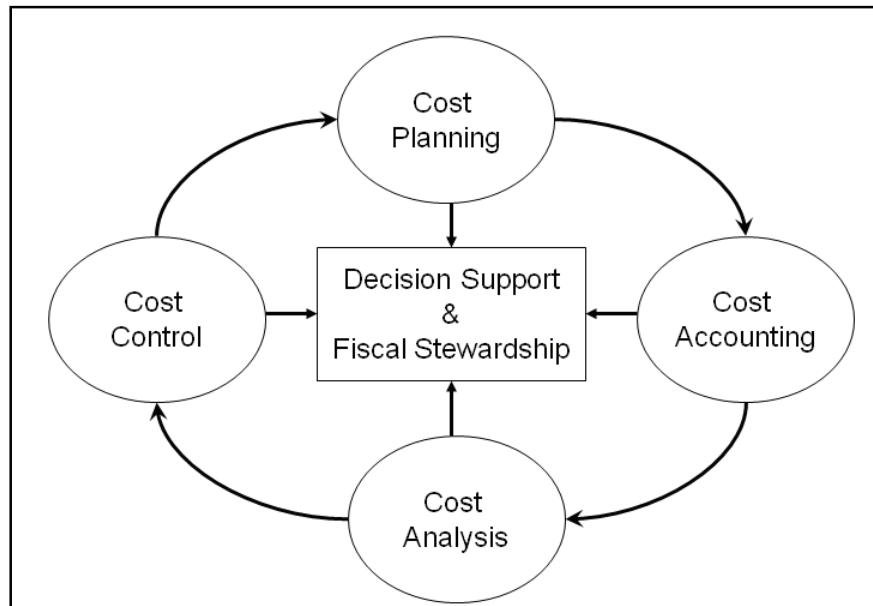 Cost
Planning
Decision Support
&
Fiscal Stewardship
Cost
Control
Cost
Accounting
Cost
Analysis